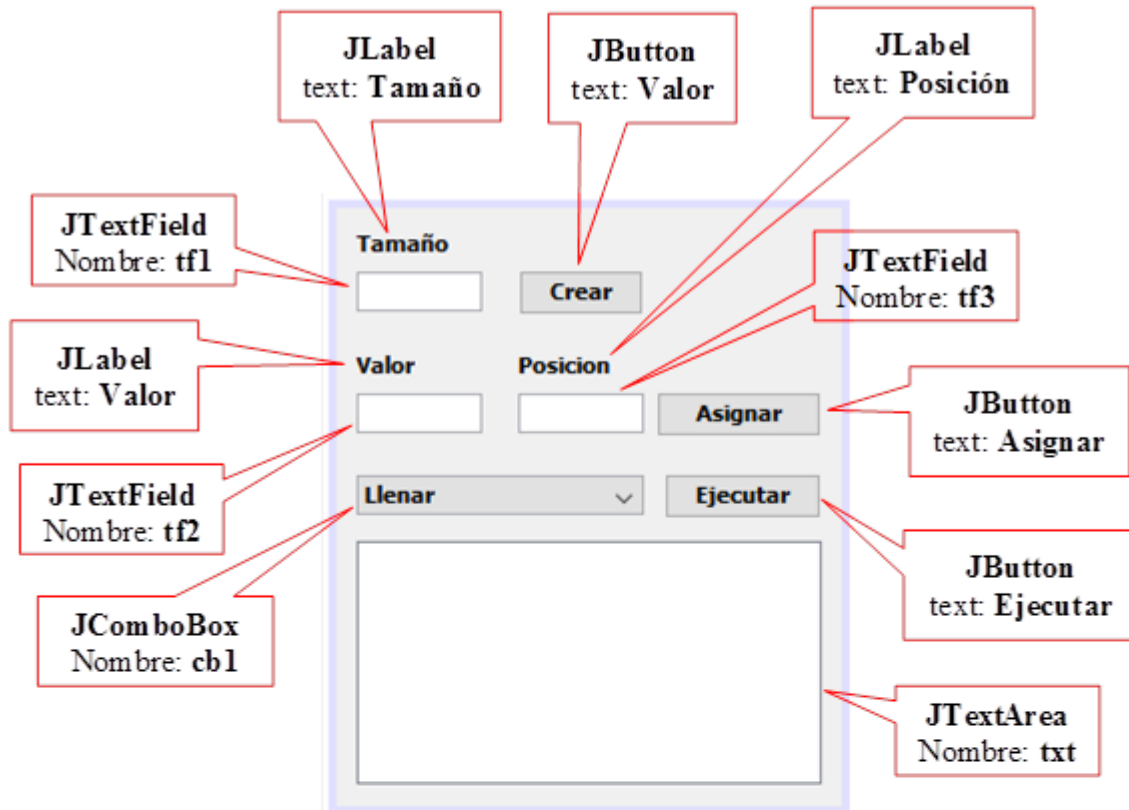 JLabel
text: Tamaño
JButton
text: Valor
JLabel
text: Posición
JTextField
Nombre: tf1
Tamaño
Crear
JTextField
Nombre: tf3
JLabel
text: Valor
Valor
Posicion
Asignar
JButton
text: Asignar
JTextField
Nombre: tf2
Llenar
Ejecutar
JButton
text: Ejecutar
JComboBox
Nombre: cb1
JTextArea
Nombre: txt